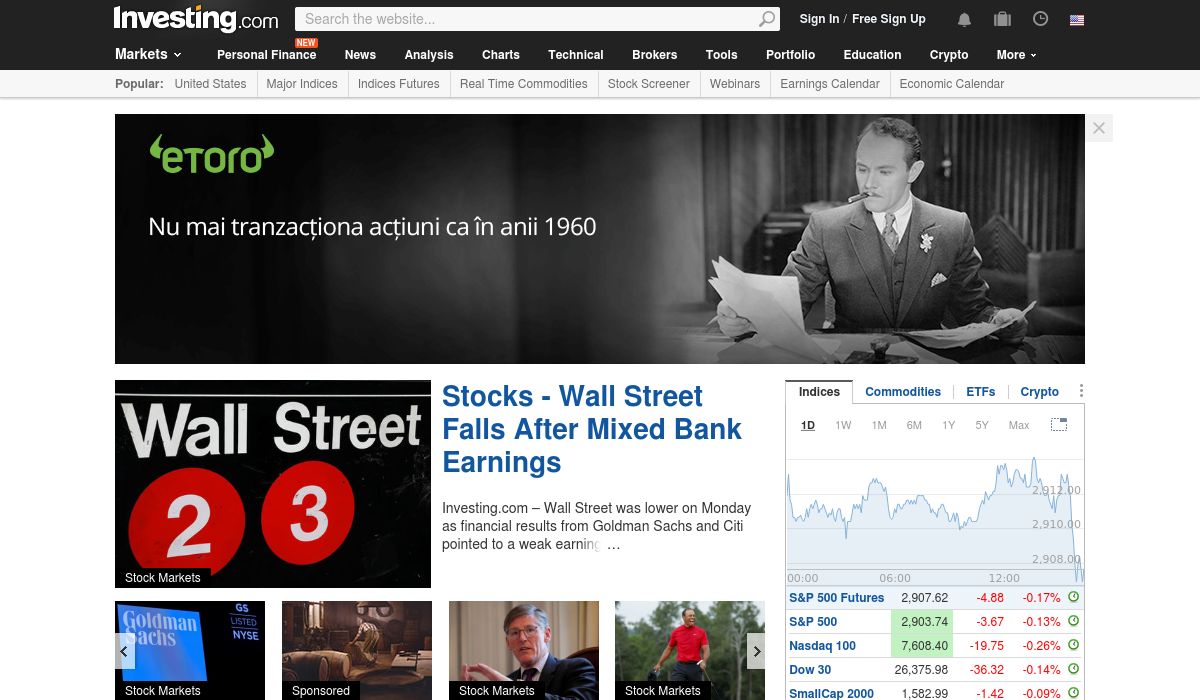 Investing.com
Search the website...
Sign In / Free Sign Up
NEW
Markets Personal Finance News Analysis Charts Technical Brokers Tools Portfolio Education Crypto More
Popular: United States Major Indices Indices Futures Real Time Commodities Stock Screener Webinars Earnings Calendar Economic Calendar
eTORO
Nu mai tranzacționa acțiuni ca în anii 1960
Wall Street
2 3
Stock Markets
Stocks - Wall Street
Falls After Mixed Bank
Earnings
Investing.com – Wall Street was lower on Monday
as financial results from Goldman Sachs and Citi
pointed to a weak earning ...
Goldman
Sachs
GS
LISTED
NYSE
Stock Markets
Sponsored
Stock Markets
Stock Markets
Indices Commodities ETFs Crypto
1D 1W 1M 6M 1Y 5Y Max
2,912.00
2,910.00
2,908.00
00:00 06:00 12:00
S&P 500 Futures 2,907.62 -4.88 -0.17%
S&P 500 2,903.74 -3.67 -0.13%
Nasdaq 100 7,608.40 -19.75 -0.26%
Dow 30 26,375.98 -36.32 -0.14%
SmallCap 2000 1,582.99 -1.42 -0.09%